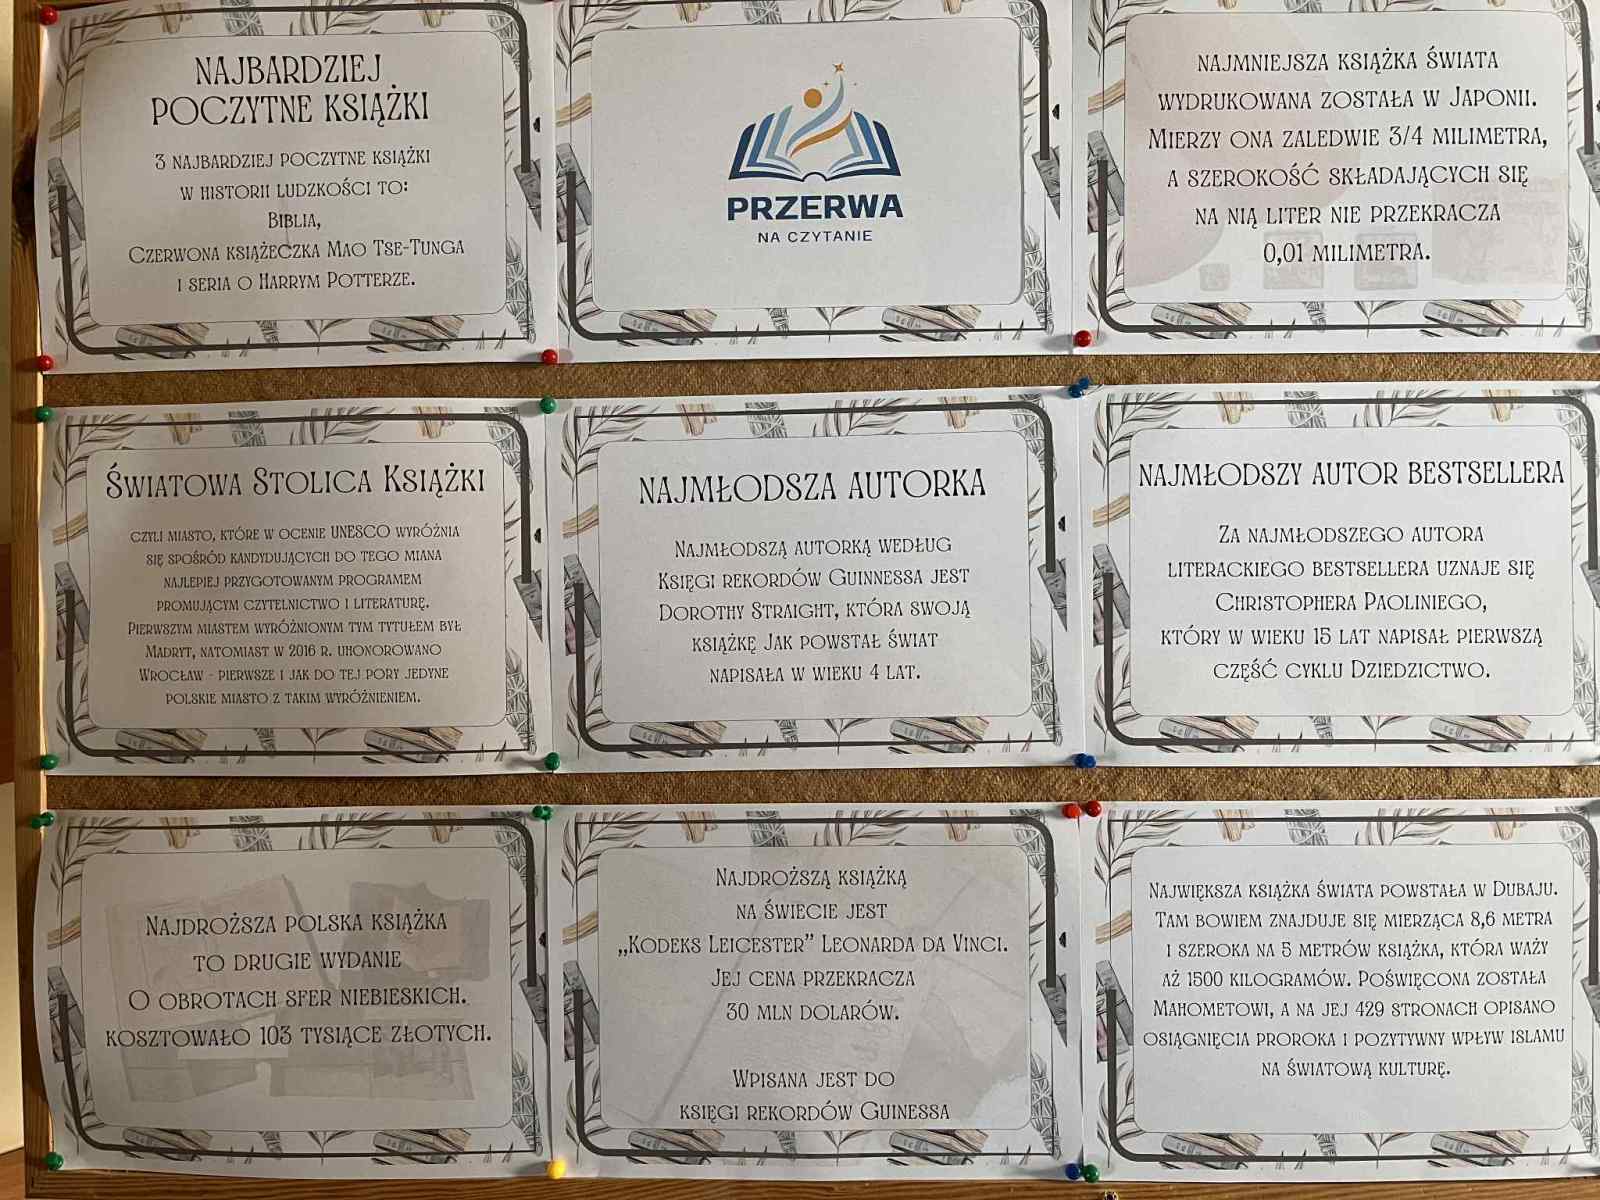 NAJBARDZIEJ
POCZYTNE KSIĄŻKI
3 NAJBARDZIEJ POCZYTNE KSIĄŻKI
W HISTORII LUDZKOŚCI TO:
BIBLIA,
CZERWONA KSIĄŻECZKA MAO TSE-TUNGA
I SERIA O HARRYM POTTERZE.
PRZERWA
NA CZYTANIE
NAJMNIEJSZA KSIĄŻKA ŚWIATA
WYDRUKOWANA ZOSTAŁA W JAPONII.
MIERZY ONA ZALEDWIE 3/4 MILIMETRA,
A SZEROKOŚĆ SKŁADAJĄCYCH SIĘ
NA NIĄ LITER NIE PRZEKRACZA
0,01 MILIMETRA.
ŚWIATOWA STOLICA KSIĄŻKI
CZYLI MIASTO, KTÓRE W OCENIE UNESCO WYRÓŻNIA
SIĘ SPOŚRÓD KANDYDUJĄCYCH DO TEGO MIANA
NAJLEPIEJ PRZYGOTOWANYM PROGRAMEM
PROMUJĄCYM CZYTELNICTWO I LITERATURĘ.
PIERWSZYM MIASTEM WYRÓŻNIONYM TYM TYTUŁEM BYŁ
MADRYT, NATOMIAST W 2016 R. UHONOROWANO
WROCŁAW - PIERWSZE I JAK DO TEJ PORY JEDYNE
POLSKIE MIASTO Z TAKIM WYRÓŻNIENIEM.
NAJMŁODSZA AUTORKA
NAJMŁODSZĄ AUTORKĄ WEDŁUG
KSIĘGI REKORDÓW GUINNESSA JEST
DOROTHY STRAIGHT, KTÓRA SWOJĄ
KSIĄŻKĘ JAK POWSTAŁ ŚWIAT
NAPISAŁA W WIEKU 4 LAT.
NAJMŁODSZY AUTOR BESTSELLERA
ZA NAJMŁODSZEGO AUTORA
LITERACKIEGO BESTSELLERA UZNAJE SIĘ
CHRISTOPHERA PAOLINIEGO,
KTÓRY W WIEKU 15 LAT NAPISAŁ PIERWSZĄ
CZĘŚĆ CYKLU DZIEDZICTWO.
NAJDROŻSZA POLSKA KSIĄŻKA
TO DRUGIE WYDANIE
O OBROTACH SFER NIEBIESKICH.
KOSZTOWAŁO 103 TYSIĄCE ZŁOTYCH.
NAJDROŻSZĄ KSIĄŻKĄ
NA ŚWIECIE JEST
„KODEKS LEICESTER” LEONARDA DA VINCI.
JEJ CENA PRZEKRACZA
30 MLN DOLARÓW.
WPISANA JEST DO
KSIĘGI REKORDÓW GUINESSA
NAJWIĘKSZA KSIĄŻKA ŚWIATA POWSTAŁA W DUBAJU.
TAM BOWIEM ZNAJDUJE SIĘ MIERZĄCA 8,6 METRA
I SZEROKA NA 5 METRÓW KSIĄŻKA, KTÓRA WAŻY
AŻ 1500 KILOGRAMÓW. POŚWIĘCONA ZOSTAŁA
MAHOMETOWI, A NA JEJ 429 STRONACH OPISANO
OSIĄGNIĘCIA PROROKA I POZYTYWNY WPŁYW ISLAMU
NA ŚWIATOWĄ KULTURĘ.